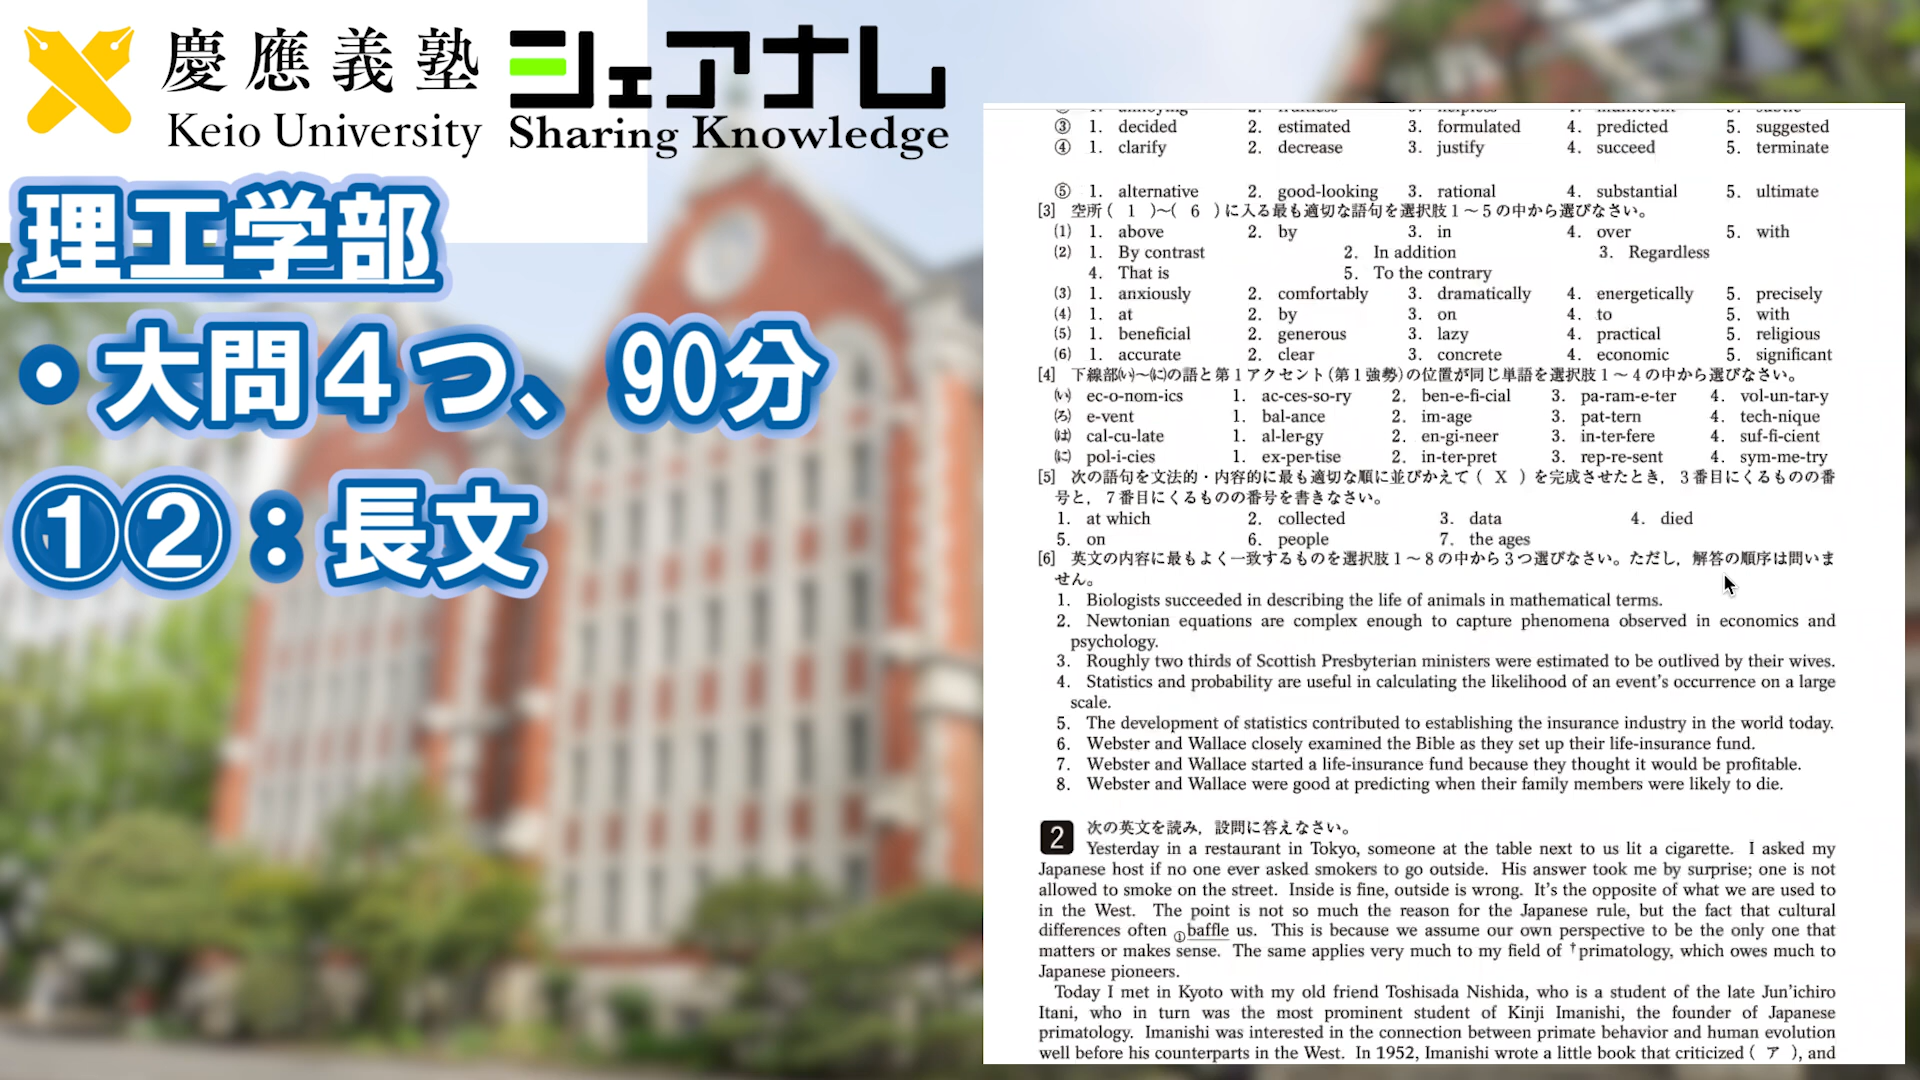 慶應義塾
Keio University
シェアナレ
Sharing Knowledge
理工学部
• 大問４つ、90分
①②：長文
③ 1. decided 2. estimated 3. formulated 4. predicted 5. suggested
④ 1. clarify 2. decrease 3. justify 4. succeed 5. terminate
⑤ 1. alternative 2. good-looking 3. rational 4. substantial 5. ultimate
[3] 空所（ 1 ）〜（ 6 ）に入る最も適切な語句を選択肢１〜５の中から選びなさい。
(1) 1. above 2. by 3. in 4. over 5. with
(2) 1. By contrast 2. In addition 3. Regardless
4. That is 5. To the contrary
(3) 1. anxiously 2. comfortably 3. dramatically 4. energetically 5. precisely
(4) 1. at 2. by 3. on 4. to 5. with
(5) 1. beneficial 2. generous 3. lazy 4. practical 5. religious
(6) 1. accurate 2. clear 3. concrete 4. economic 5. significant
[4] 下線部(い)〜(に)の語と第１アクセント（第１強勢）の位置が同じ単語を選択肢１〜４の中から選びなさい。
(い) ec-o-nom-ics 1. ac-ces-so-ry 2. ben-e-fi-cial 3. pa-ram-e-ter 4. vol-un-tar-y
(ろ) e-vent 1. bal-ance 2. im-age 3. pat-tern 4. tech-nique
(は) cal-cu-late 1. al-ler-gy 2. en-gi-neer 3. in-ter-fere 4. suf-fi-cient
(に) pol-i-cies 1. ex-per-tise 2. in-ter-pret 3. rep-re-sent 4. sym-me-try
[5] 次の語句を文法的・内容的に最も適切な順に並びかえて（ X ）を完成させたとき，３番目にくるものの番
号と，７番目にくるものの番号を書きなさい。
1. at which 2. collected 3. data 4. died
5. on 6. people 7. the ages
[6] 英文の内容に最もよく一致するものを選択肢１〜８の中から３つ選びなさい。ただし，解答の順序は問いま
せん。
1. Biologists succeeded in describing the life of animals in mathematical terms.
2. Newtonian equations are complex enough to capture phenomena observed in economics and
psychology.
3. Roughly two thirds of Scottish Presbyterian ministers were estimated to be outlived by their wives.
4. Statistics and probability are useful in calculating the likelihood of an event's occurrence on a large
scale.
5. The development of statistics contributed to establishing the insurance industry in the world today.
6. Webster and Wallace closely examined the Bible as they set up their life-insurance fund.
7. Webster and Wallace started a life-insurance fund because they thought it would be profitable.
8. Webster and Wallace were good at predicting when their family members were likely to die.
2 次の英文を読み，設問に答えなさい。
Yesterday in a restaurant in Tokyo, someone at the table next to us lit a cigarette. I asked my
Japanese host if no one ever asked smokers to go outside. His answer took me by surprise; one is not
allowed to smoke on the street. Inside is fine, outside is wrong. It's the opposite of what we are used to
in the West. The point is not so much the reason for the Japanese rule, but the fact that cultural
differences often ①baffle us. This is because we assume our own perspective to be the only one that
matters or makes sense. The same applies very much to my field of †primatology, which owes much to
Japanese pioneers.
Today I met in Kyoto with my old friend Toshisada Nishida, who is a student of the late Jun'ichiro
Itani, who in turn was the most prominent student of Kinji Imanishi, the founder of Japanese
primatology. Imanishi was interested in the connection between primate behavior and human evolution
well before his counterparts in the West. In 1952, Imanishi wrote a little book that criticized ( ア ), and